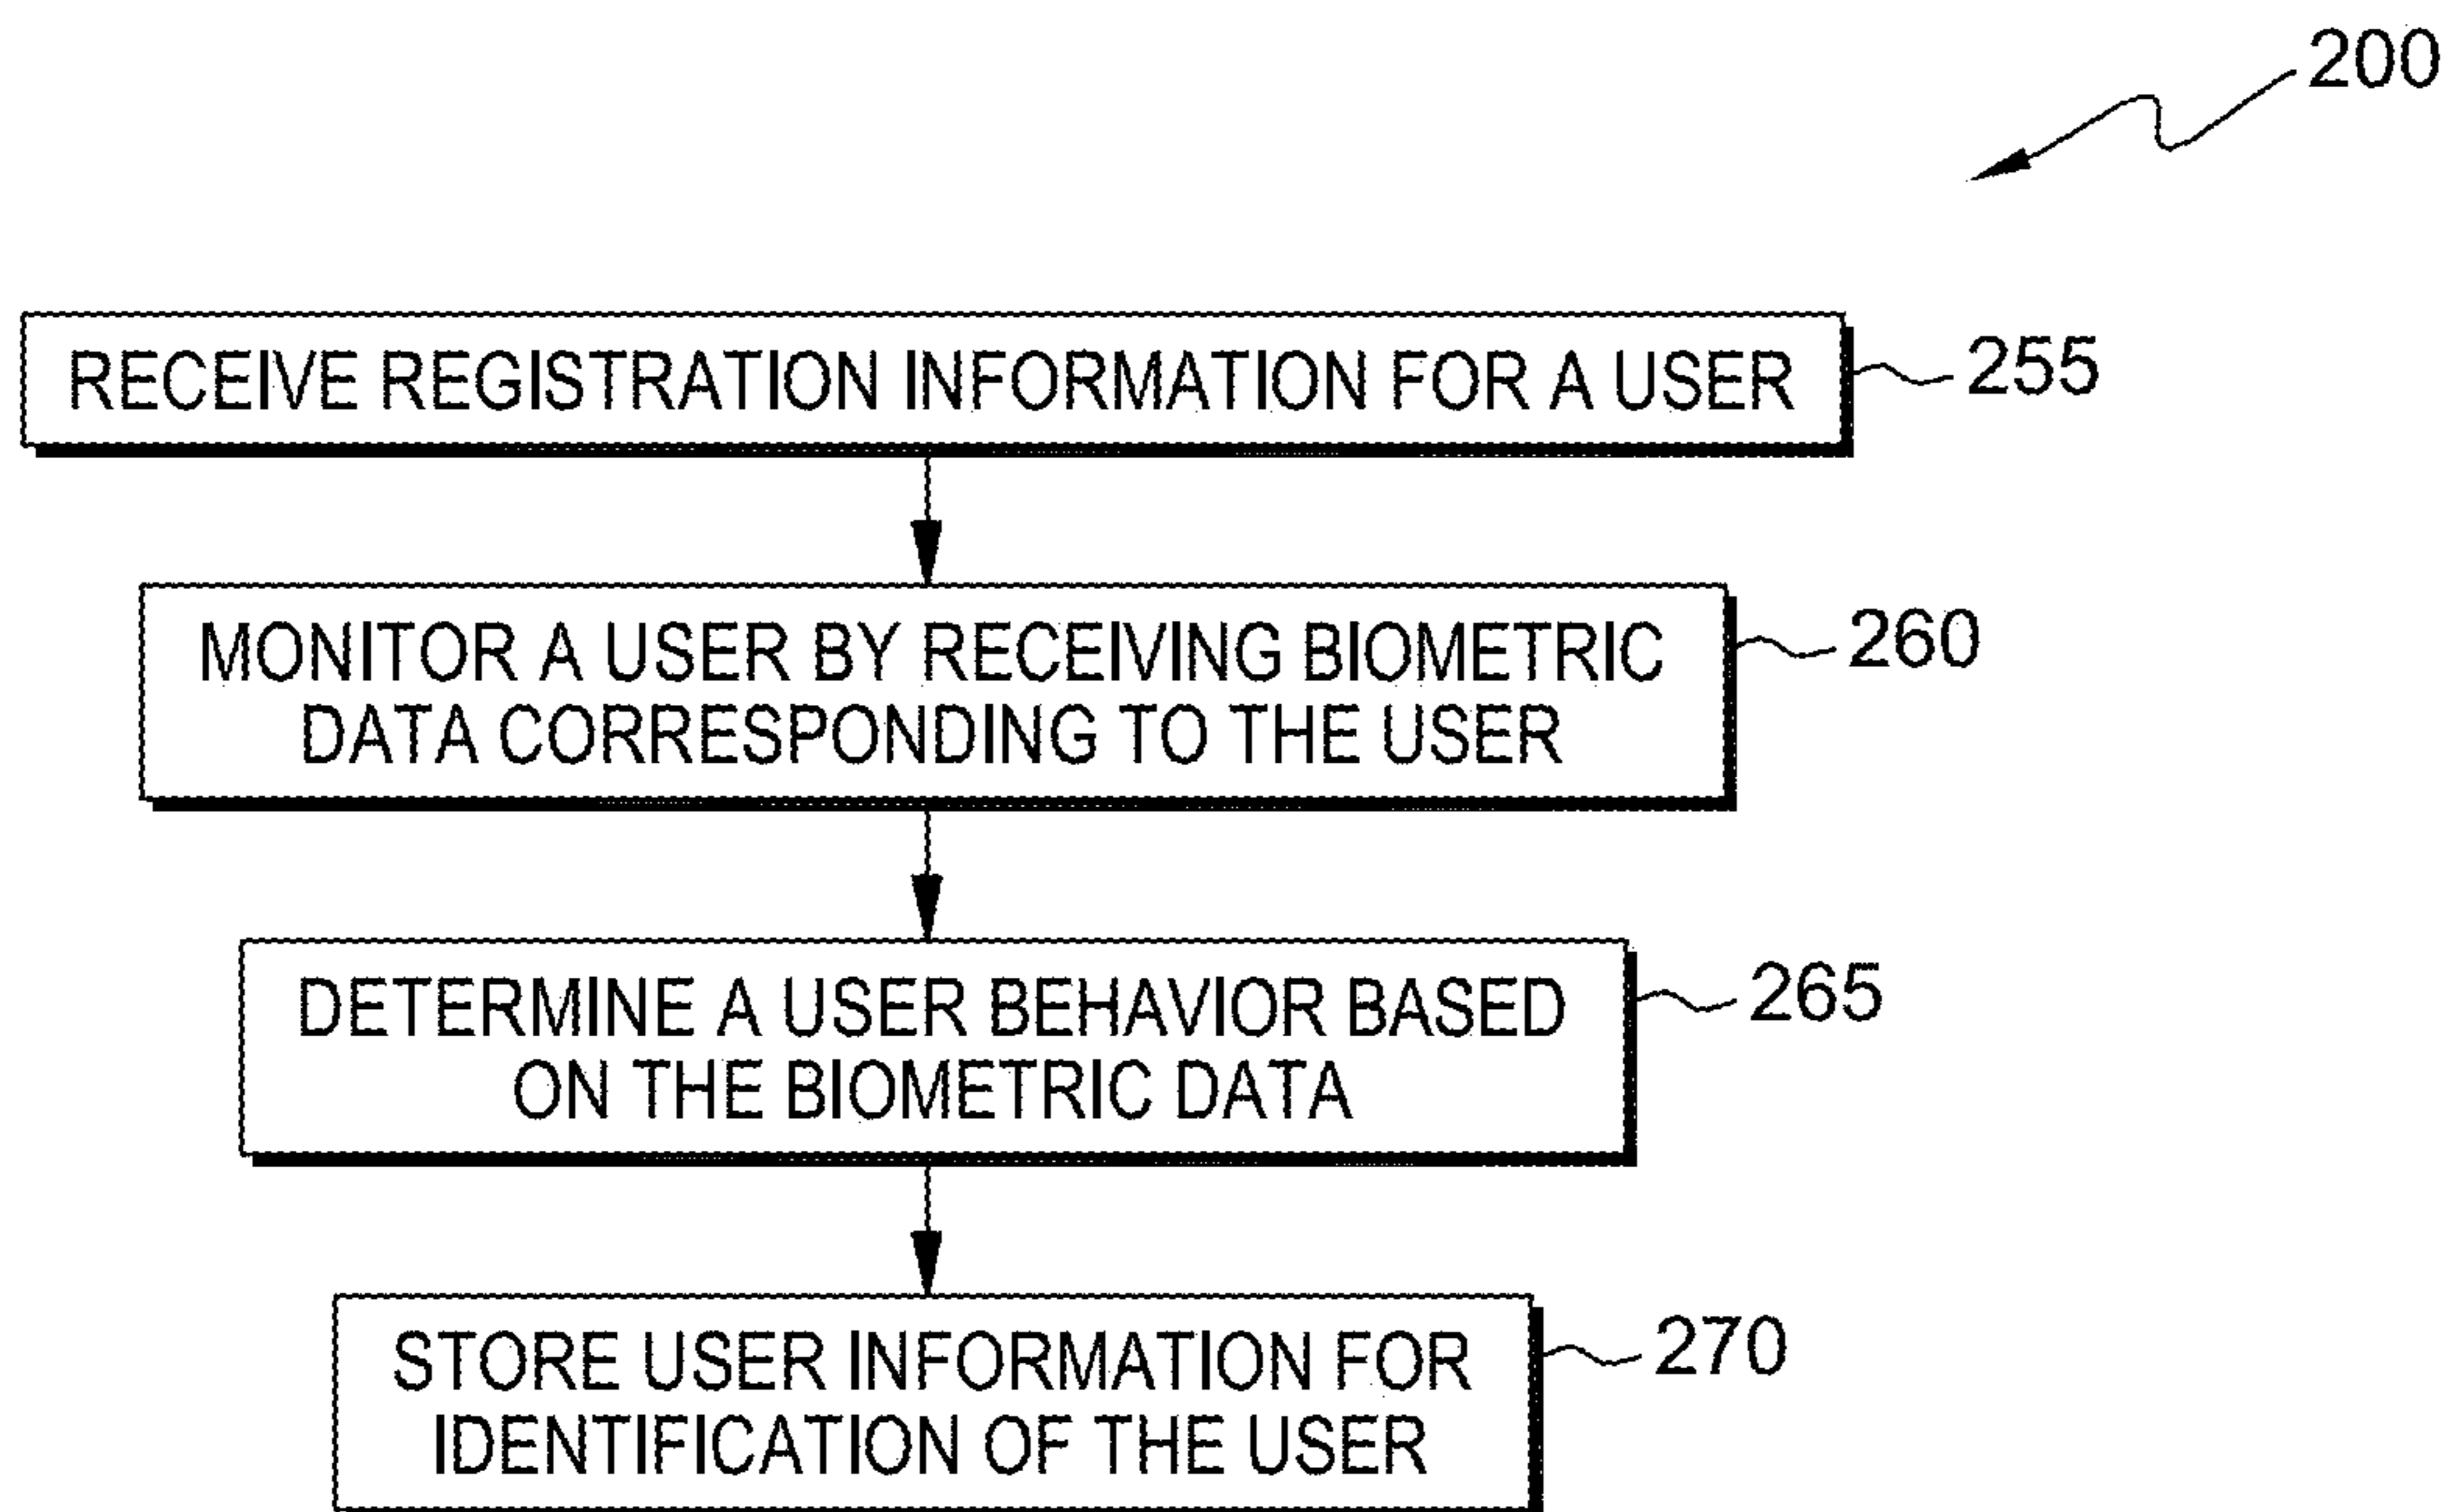 200
RECEIVE REGISTRATION INFORMATION FOR A USER
255
MONITOR A USER BY RECEIVING BIOMETRIC
DATA CORRESPONDING TO THE USER
260
DETERMINE A USER BEHAVIOR BASED
ON THE BIOMETRIC DATA
265
STORE USER INFORMATION FOR
IDENTIFICATION OF THE USER
270